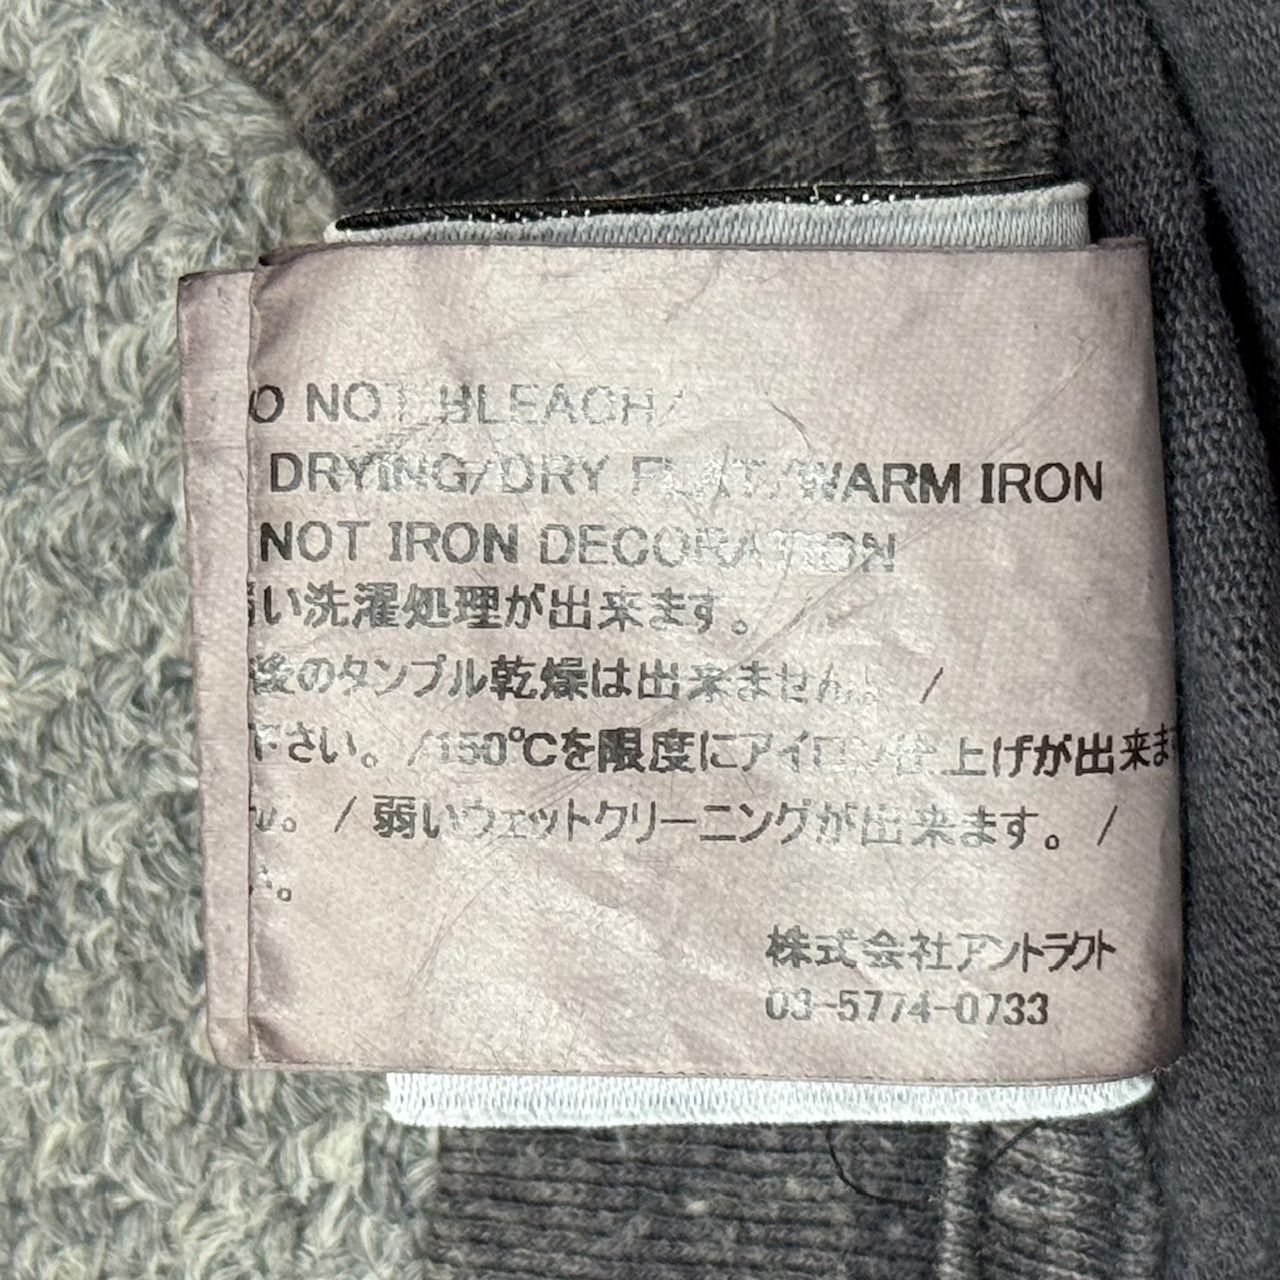 O NOT BLEACH/
DRYING/DRY FLAT/WARM IRON
NOT IRON DECORATION
弱い洗濯処理が出来ます。
後のタンブル乾燥は出来ません。 /
下さい。/150℃を限度にアイロン仕上げが出来ま
い。 / 弱いウェットクリーニングが出来ます。 /
ん。
株式会社アントラクト
03-5774-0733